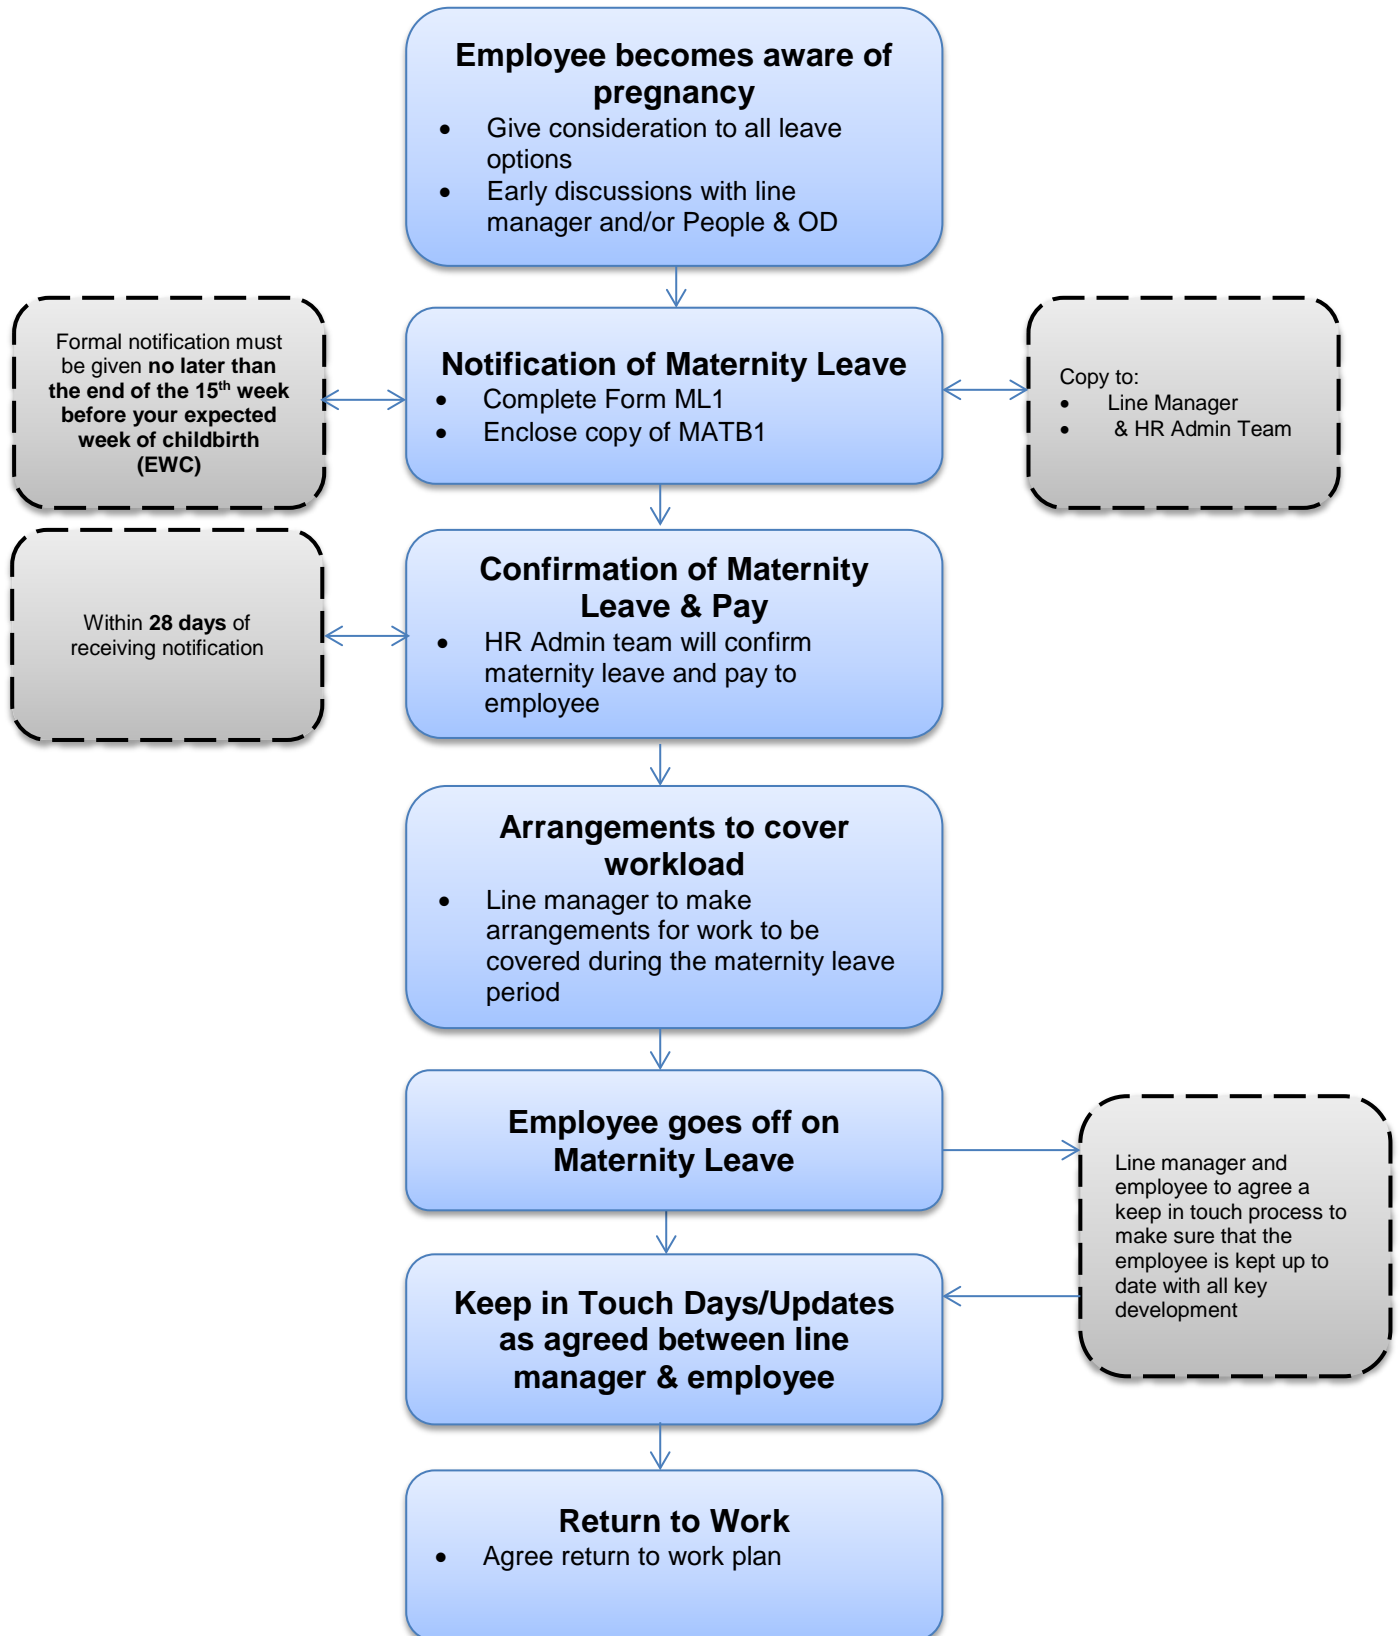 Employee becomes aware of
pregnancy
• Give consideration to all leave
options
• Early discussions with line
manager and/or People & OD
Formal notification must
be given no later than
the end of the 15th week
before your expected
week of childbirth
(EWC)
Notification of Maternity Leave
• Complete Form ML1
• Enclose copy of MATB1
Copy to:
• Line Manager
• & HR Admin Team
Within 28 days of
receiving notification
Confirmation of Maternity
Leave & Pay
• HR Admin team will confirm
maternity leave and pay to
employee
Arrangements to cover
workload
• Line manager to make
arrangements for work to be
covered during the maternity leave
period
Employee goes off on
Maternity Leave
Line manager and
employee to agree a
keep in touch process to
make sure that the
employee is kept up to
date with all key
development
Keep in Touch Days/Updates
as agreed between line
manager & employee
Return to Work
• Agree return to work plan